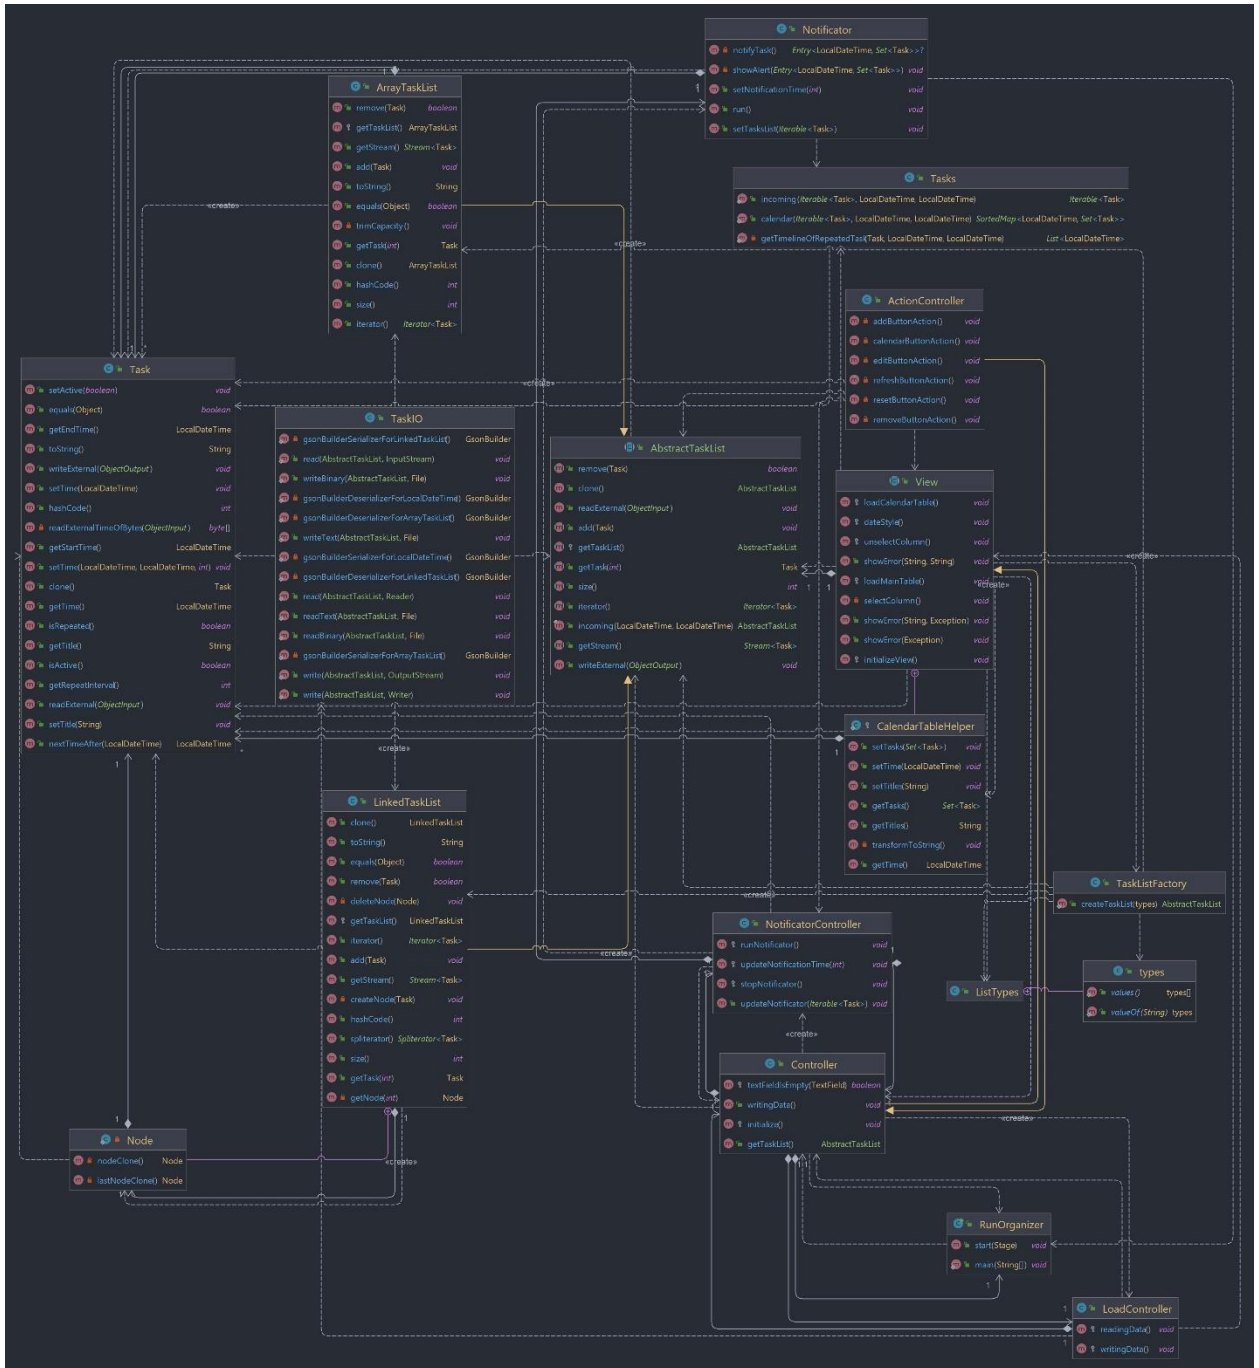 Notificator
notifyTask() Entry<LocalDateTime, Set<Task>>?
showAlert(Entry<LocalDateTime, Set<Task>>) void
setNotificationTime(int) void
run() void
setTasksList(Iterable<Task>) void
ArrayTaskList
remove(Task) boolean
getTaskList() ArrayTaskList
getStream() Stream<Task>
add(Task) void
toString() String
equals(Object) boolean
trimCapacity() void
getTask(int) Task
clone() ArrayTaskList
hashCode() int
size() int
iterator() Iterator<Task>
Tasks
incoming(Iterable<Task>, LocalDateTime, LocalDateTime) Iterable<Task>
calendar(Iterable<Task>, LocalDateTime, LocalDateTime) SortedMap<LocalDateTime, Set<Task>>
getTimelineOfRepeatedTask(Task, LocalDateTime, LocalDateTime) List<LocalDateTime>
«create»
«create»
ActionController
addButtonAction() void
calendarButtonAction() void
editButtonAction() void
refreshButtonAction() void
resetButtonAction() void
removeButtonAction() void
Task
setActive(boolean) void
equals(Object) boolean
getEndTime() LocalDateTime
toString() String
writeExternal(ObjectOutput) void
setTime(LocalDateTime) void
hashCode() int
readExternalTimeOfBytes(ObjectInput) byte[]
getStartTime() LocalDateTime
setTime(LocalDateTime, LocalDateTime, int) void
clone() Task
getTime() LocalDateTime
isRepeated() boolean
getTitle() String
isActive() boolean
getRepeatInterval() int
readExternal(ObjectInput) void
setTitle(String) void
nextTimeAfter(LocalDateTime) LocalDateTime
«create»
TaskIO
gsonBuilderSerializerForLinkedTaskList() GsonBuilder
read(AbstractTaskList, InputStream) void
writeBinary(AbstractTaskList, File) void
gsonBuilderDeserializerForLocalDateTime() GsonBuilder
gsonBuilderDeserializerForArrayTaskList() GsonBuilder
writeText(AbstractTaskList, File) void
gsonBuilderSerializerForLocalDateTime() GsonBuilder
gsonBuilderDeserializerForLinkedTaskList() GsonBuilder
read(AbstractTaskList, Reader) void
readText(AbstractTaskList, File) void
readBinary(AbstractTaskList, File) void
gsonBuilderSerializerForArrayTaskList() GsonBuilder
write(AbstractTaskList, OutputStream) void
write(AbstractTaskList, Writer) void
AbstractTaskList
remove(Task) boolean
clone() AbstractTaskList
readExternal(ObjectInput) void
add(Task) void
getTaskList() AbstractTaskList
getTask(int) Task
size() int
iterator() Iterator<Task>
incoming(LocalDateTime, LocalDateTime) AbstractTaskList
getStream() Stream<Task>
writeExternal(ObjectOutput) void
View
loadCalendarTable() void
dateStyle() void
unselectColumn() void
showError(String, String) void
loadMainTable() void
selectColumn() void
showError(String, Exception) void
showError(Exception) void
initializeView() void
«create»
«create»
1
1
CalendarTableHelper
setTasks(Set<Task>) void
setTime(LocalDateTime) void
setTitles(String) void
getTasks() Set<Task>
getTitles() String
transformToString() void
getTime() LocalDateTime
«create»
1
1
*
LinkedTaskList
clone() LinkedTaskList
toString() String
equals(Object) boolean
remove(Task) boolean
deleteNode(Node) void
getTaskList() LinkedTaskList
iterator() Iterator<Task>
add(Task) void
getStream() Stream<Task>
createNode(Task) void
hashCode() int
spliterator() Spliterator<Task>
size() int
getTask(int) Task
getNode(int) Node
«create»
TaskListFactory
createTaskList(types) AbstractTaskList
NotificatorController
runNotificator() void
updateNotificationTime(int) void
stopNotificator() void
updateNotificator(Iterable<Task>) void
«create»
1
types
values() types[]
valueOf(String) types
ListTypes
«create»
Controller
textFieldIsEmpty(TextField) boolean
writingData() void
initialize() void
getTaskList() AbstractTaskList
«create»
1
1
Node
nodeClone() Node
lastNodeClone() Node
«create»
1 1
RunOrganizer
start(Stage) void
main(String[]) void
1
LoadController
readingData() void
writingData() void
1
1